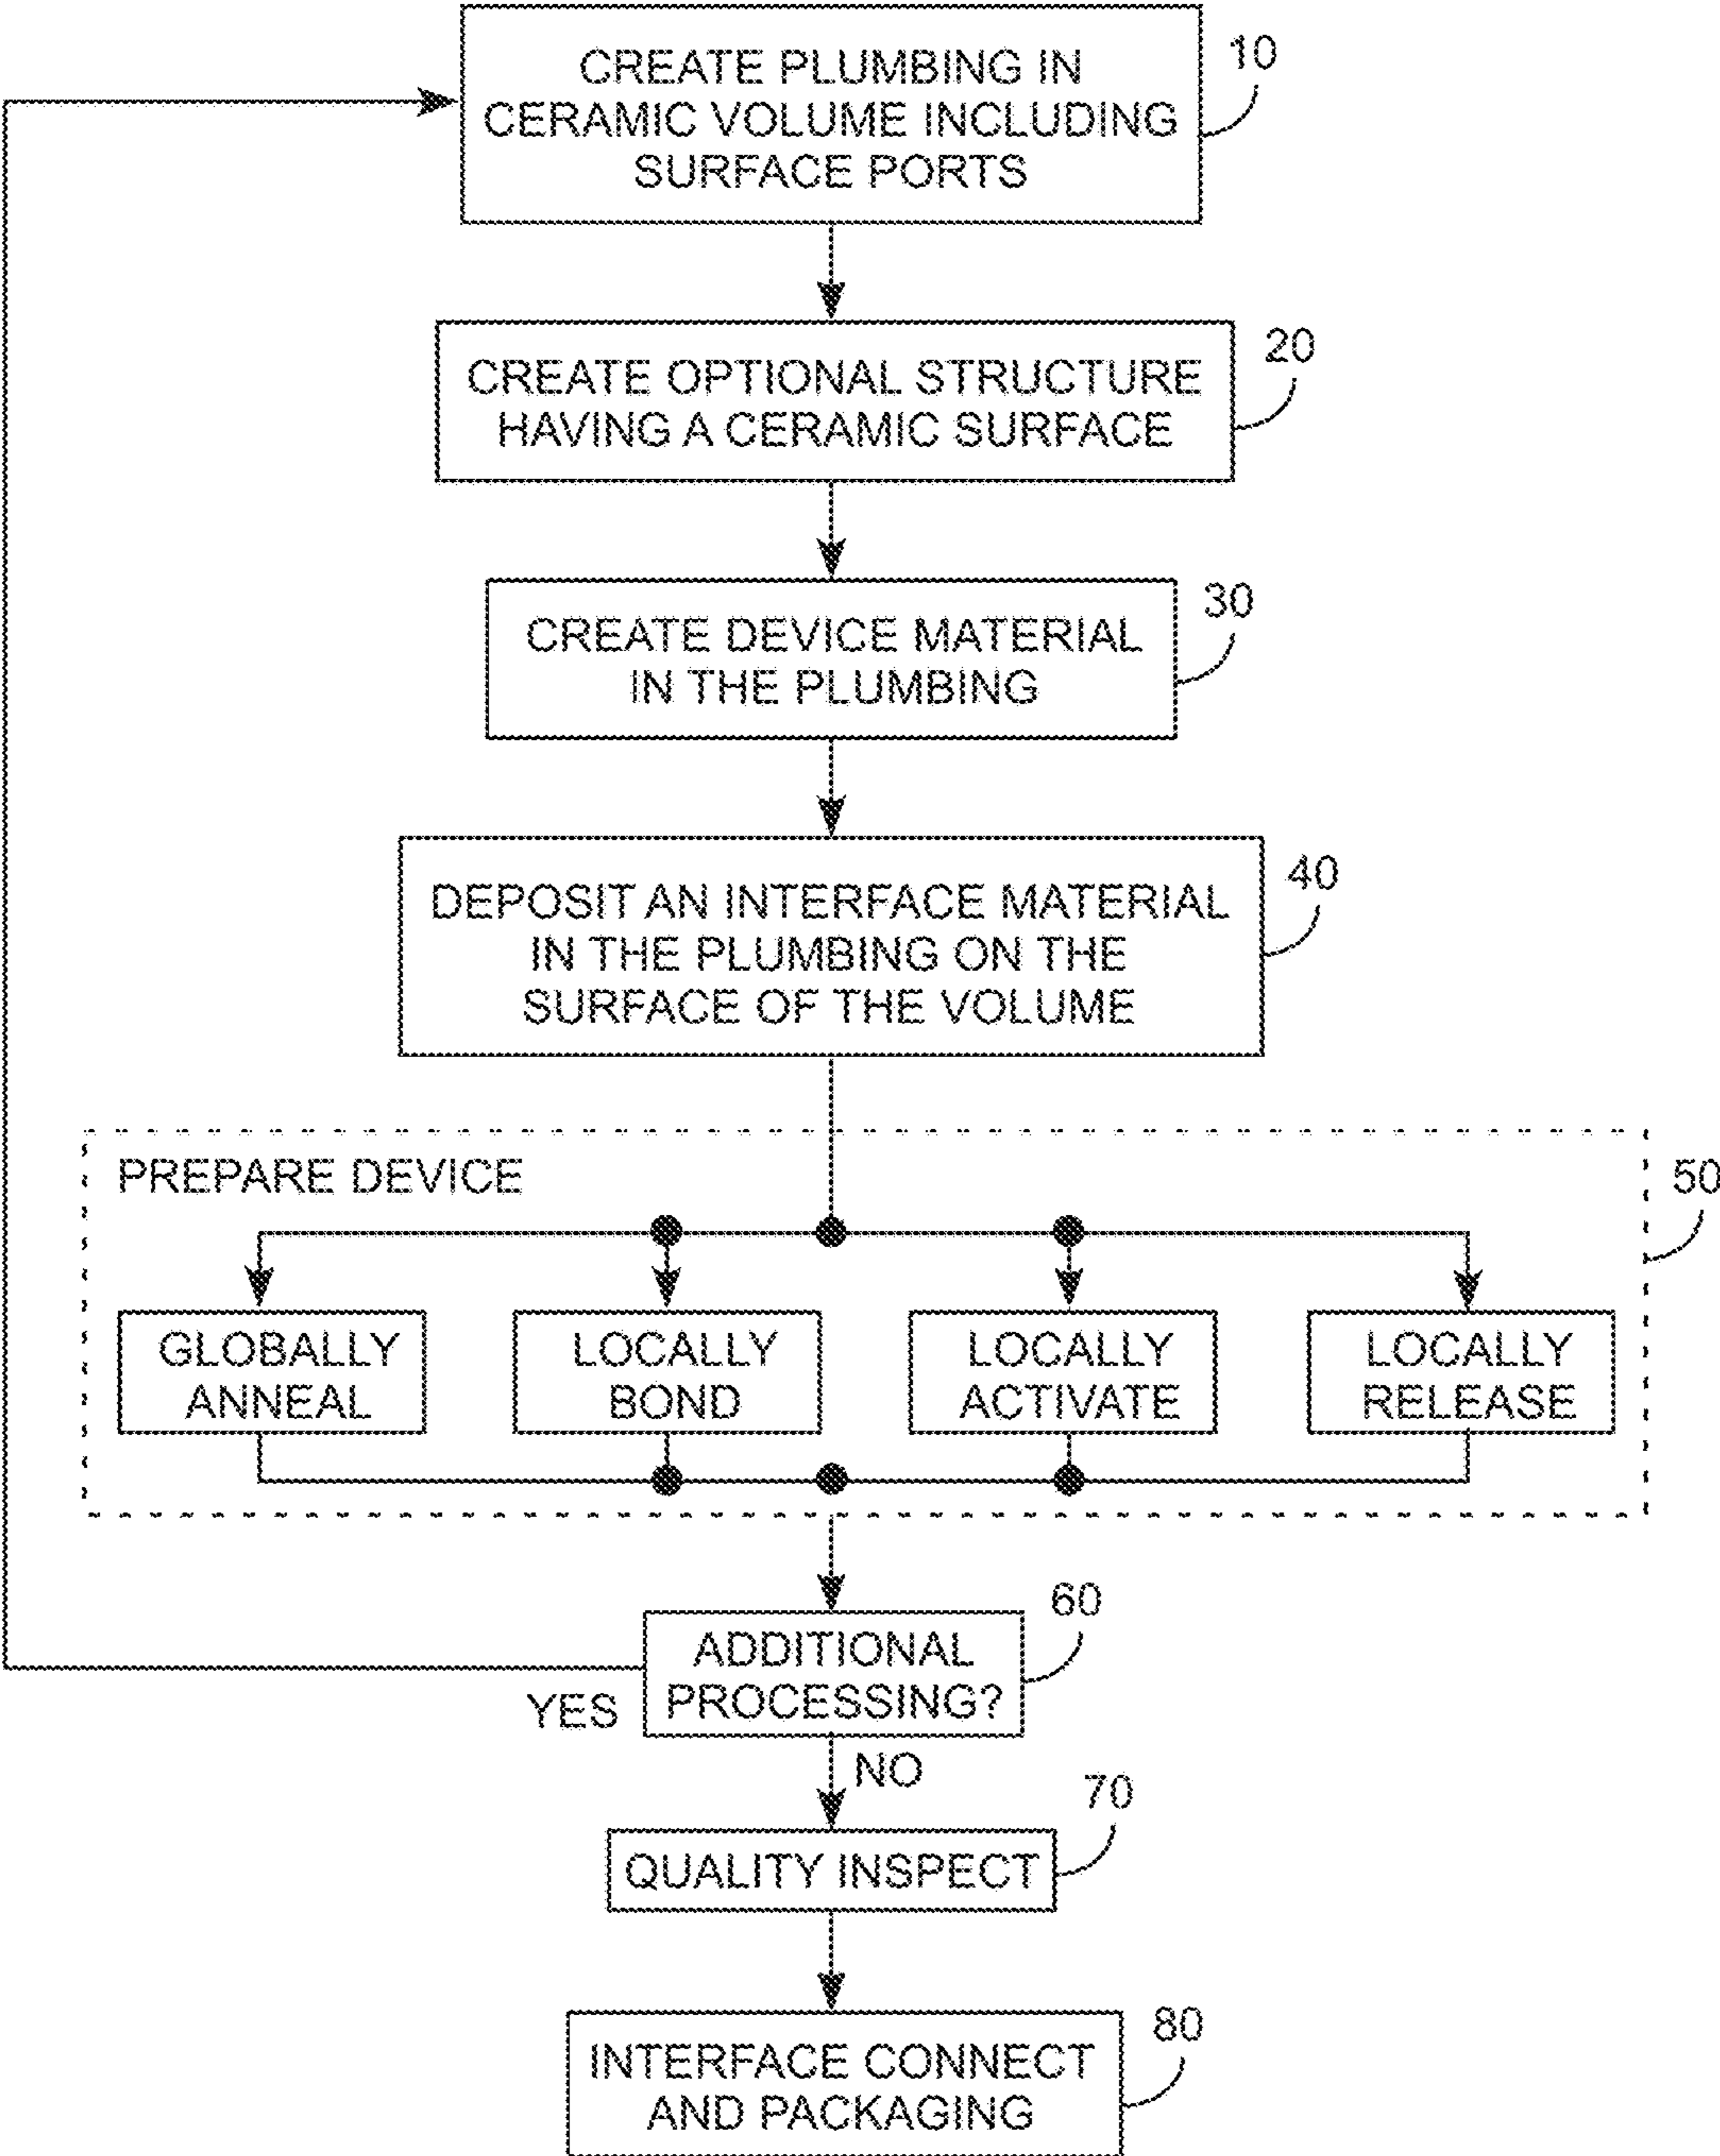 CREATE PLUMBING IN
CERAMIC VOLUME INCLUDING
SURFACE PORTS
10
CREATE OPTIONAL STRUCTURE
HAVING A CERAMIC SURFACE
20
CREATE DEVICE MATERIAL
IN THE PLUMBING
30
DEPOSIT AN INTERFACE MATERIAL
IN THE PLUMBING ON THE
SURFACE OF THE VOLUME
40
PREPARE DEVICE
50
GLOBALLY
ANNEAL
LOCALLY
BOND
LOCALLY
ACTIVATE
LOCALLY
RELEASE
ADDITIONAL
PROCESSING?
60
YES
NO
QUALITY INSPECT
70
INTERFACE CONNECT
AND PACKAGING
80